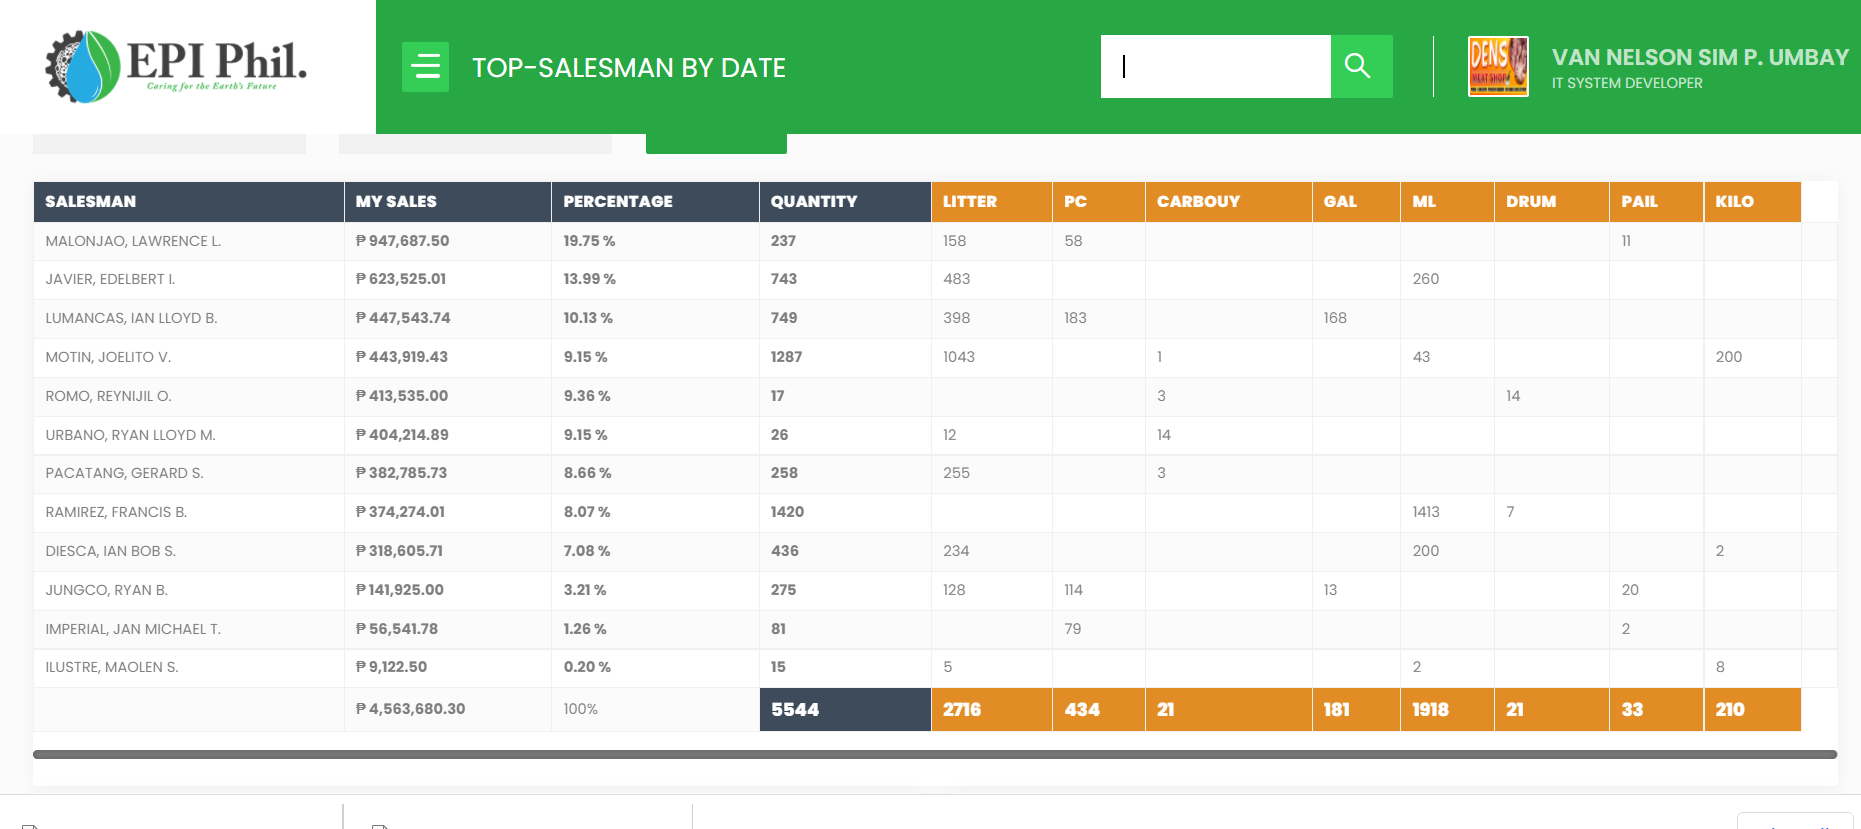 EPI Phil.
Caring for the Earth's Future
TOP-SALESMAN BY DATE
DENS
MEAT SHOP
VAN NELSON SIM P. UMBAY
IT SYSTEM DEVELOPER
SALESMAN MY SALES PERCENTAGE QUANTITY LITTER PC CARBOUY GAL ML DRUM PAIL KILO
MALONJAO, LAWRENCE L. ₱ 947,687.50 19.75 % 237 158 58 11
JAVIER, EDELBERT I. ₱ 623,525.01 13.99 % 743 483 260
LUMANCAS, IAN LLOYD B. ₱ 447,543.74 10.13 % 749 398 183 168
MOTIN, JOELITO V. ₱ 443,919.43 9.15 % 1287 1043 1 43 200
ROMO, REYNIJIL O. ₱ 413,535.00 9.36 % 17 3 14
URBANO, RYAN LLOYD M. ₱ 404,214.89 9.15 % 26 12 14
PACATANG, GERARD S. ₱ 382,785.73 8.66 % 258 255 3
RAMIREZ, FRANCIS B. ₱ 374,274.01 8.07 % 1420 1413 7
DIESCA, IAN BOB S. ₱ 318,605.71 7.08 % 436 234 200 2
JUNGCO, RYAN B. ₱ 141,925.00 3.21 % 275 128 114 13 20
IMPERIAL, JAN MICHAEL T. ₱ 56,541.78 1.26 % 81 79 2
ILUSTRE, MAOLEN S. ₱ 9,122.50 0.20 % 15 5 2 8
₱ 4,563,680.30 100% 5544 2716 434 21 181 1918 21 33 210